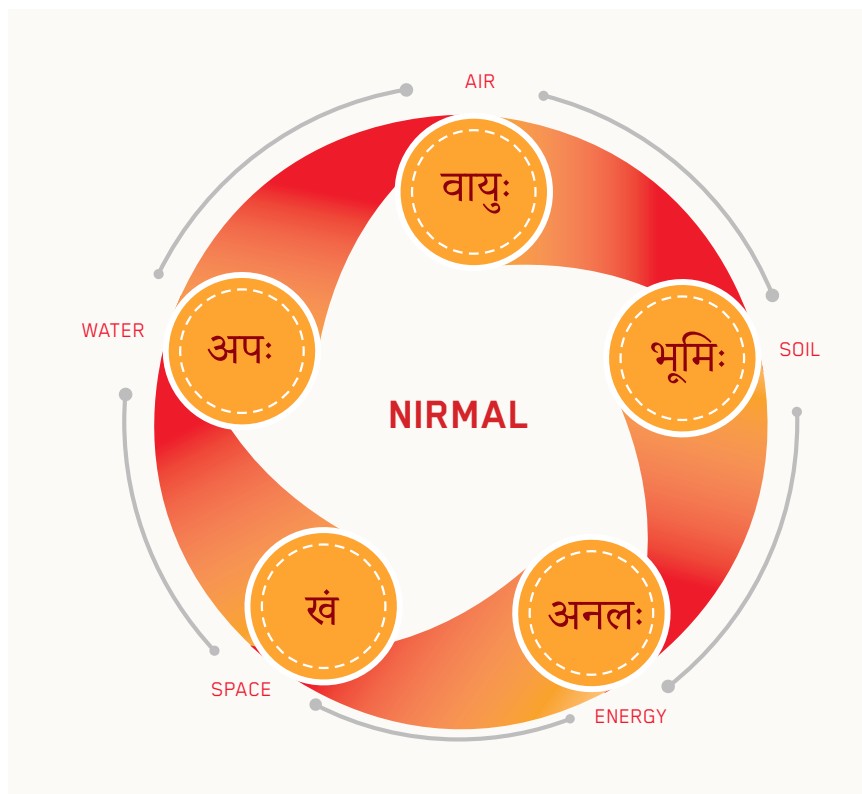 AIR
वायुः
भूमिः
SOIL
WATER
अपः
NIRMAL
खं
SPACE
अनलः
ENERGY